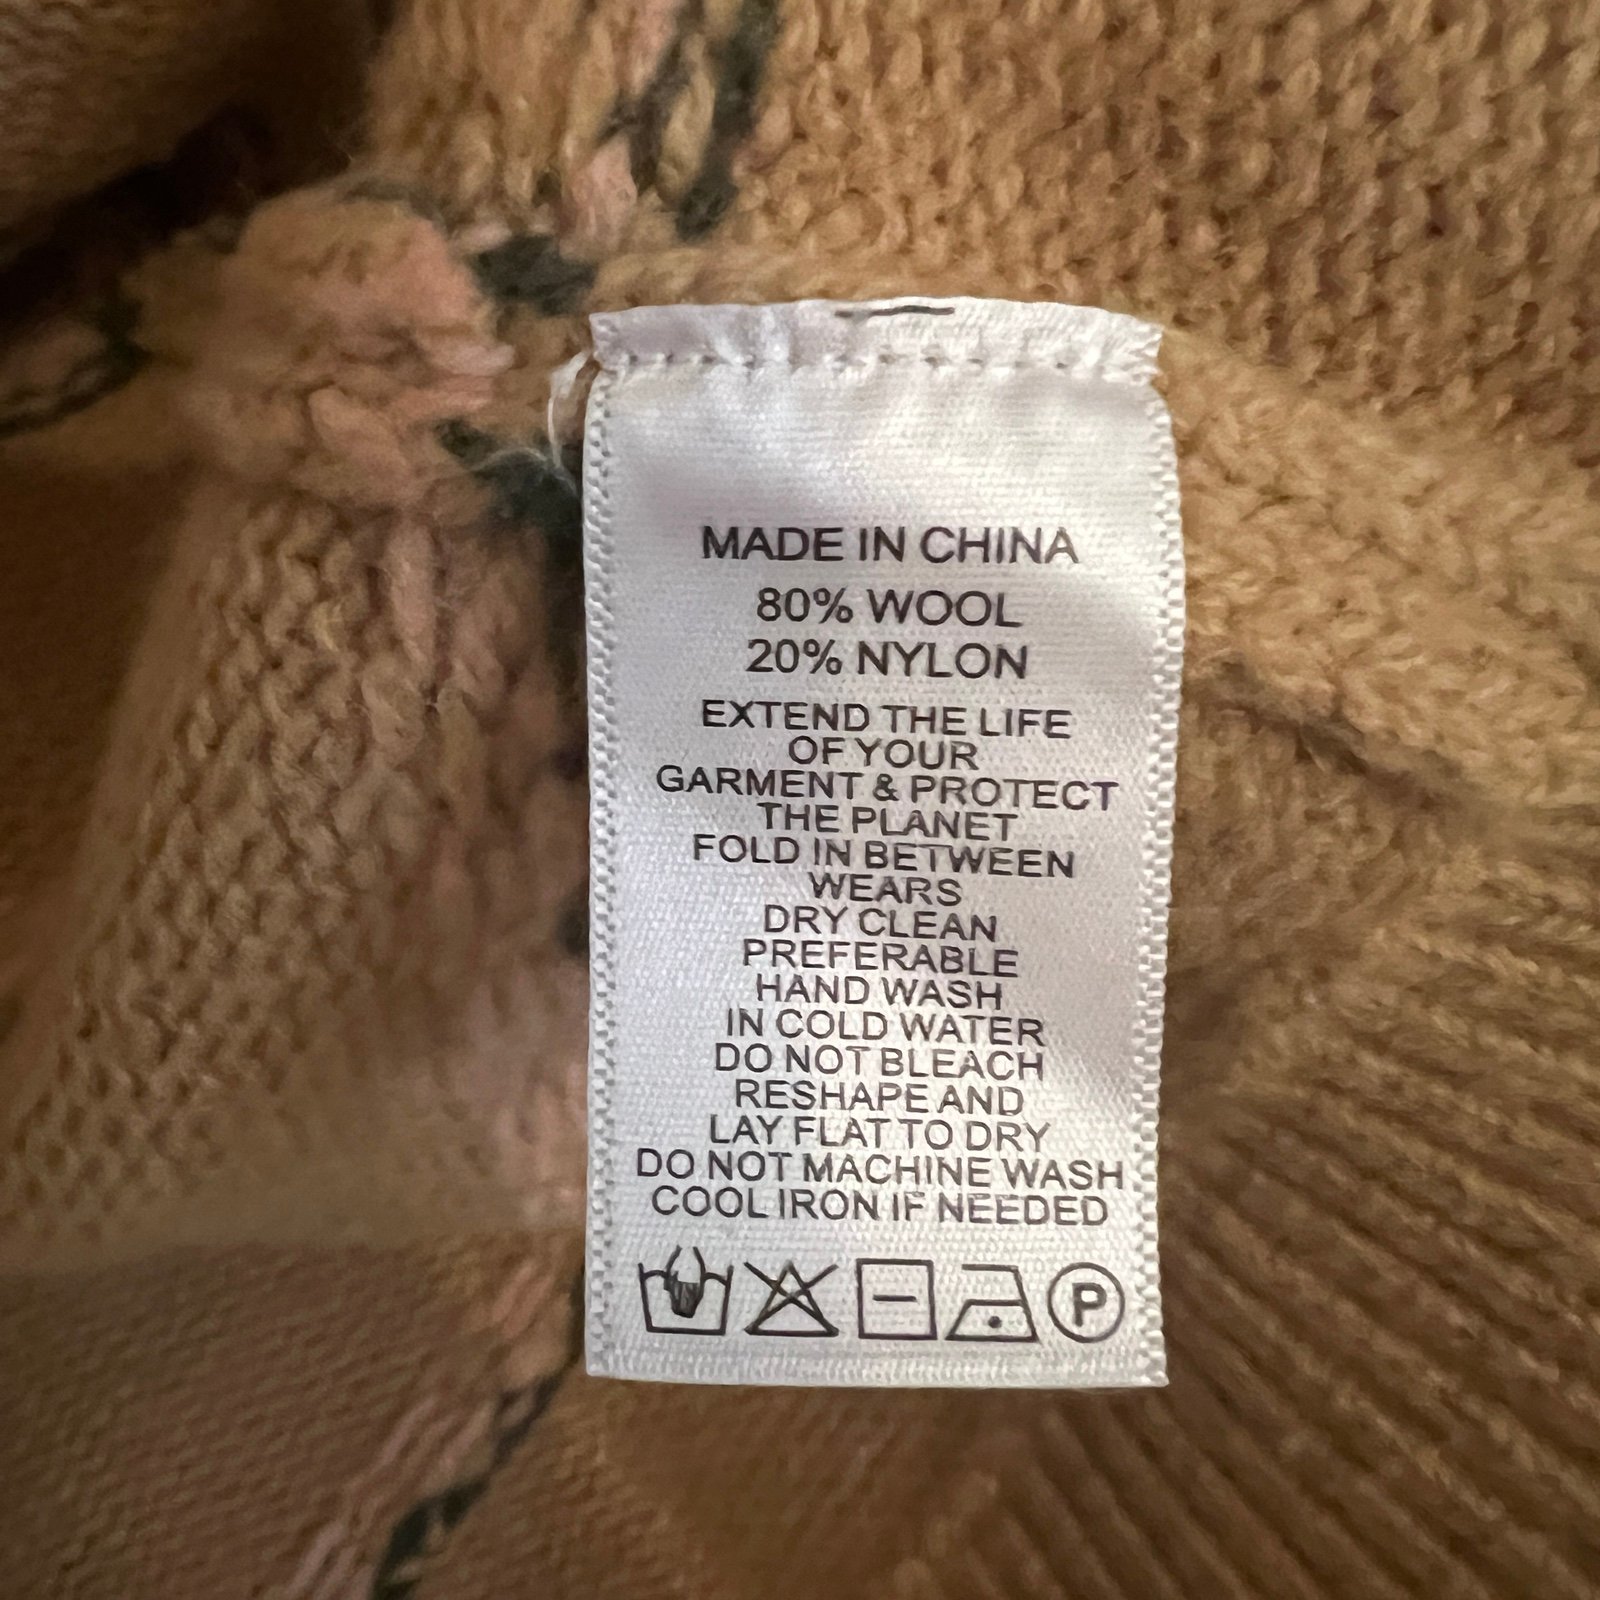 MADE IN CHINA
80% WOOL
20% NYLON
EXTEND THE LIFE
OF YOUR
GARMENT & PROTECT
THE PLANET
FOLD IN BETWEEN
WEARS
DRY CLEAN
PREFERABLE
HAND WASH
IN COLD WATER
DO NOT BLEACH
RESHAPE AND
LAY FLAT TO DRY
DO NOT MACHINE WASH
COOL IRON IF NEEDED
P